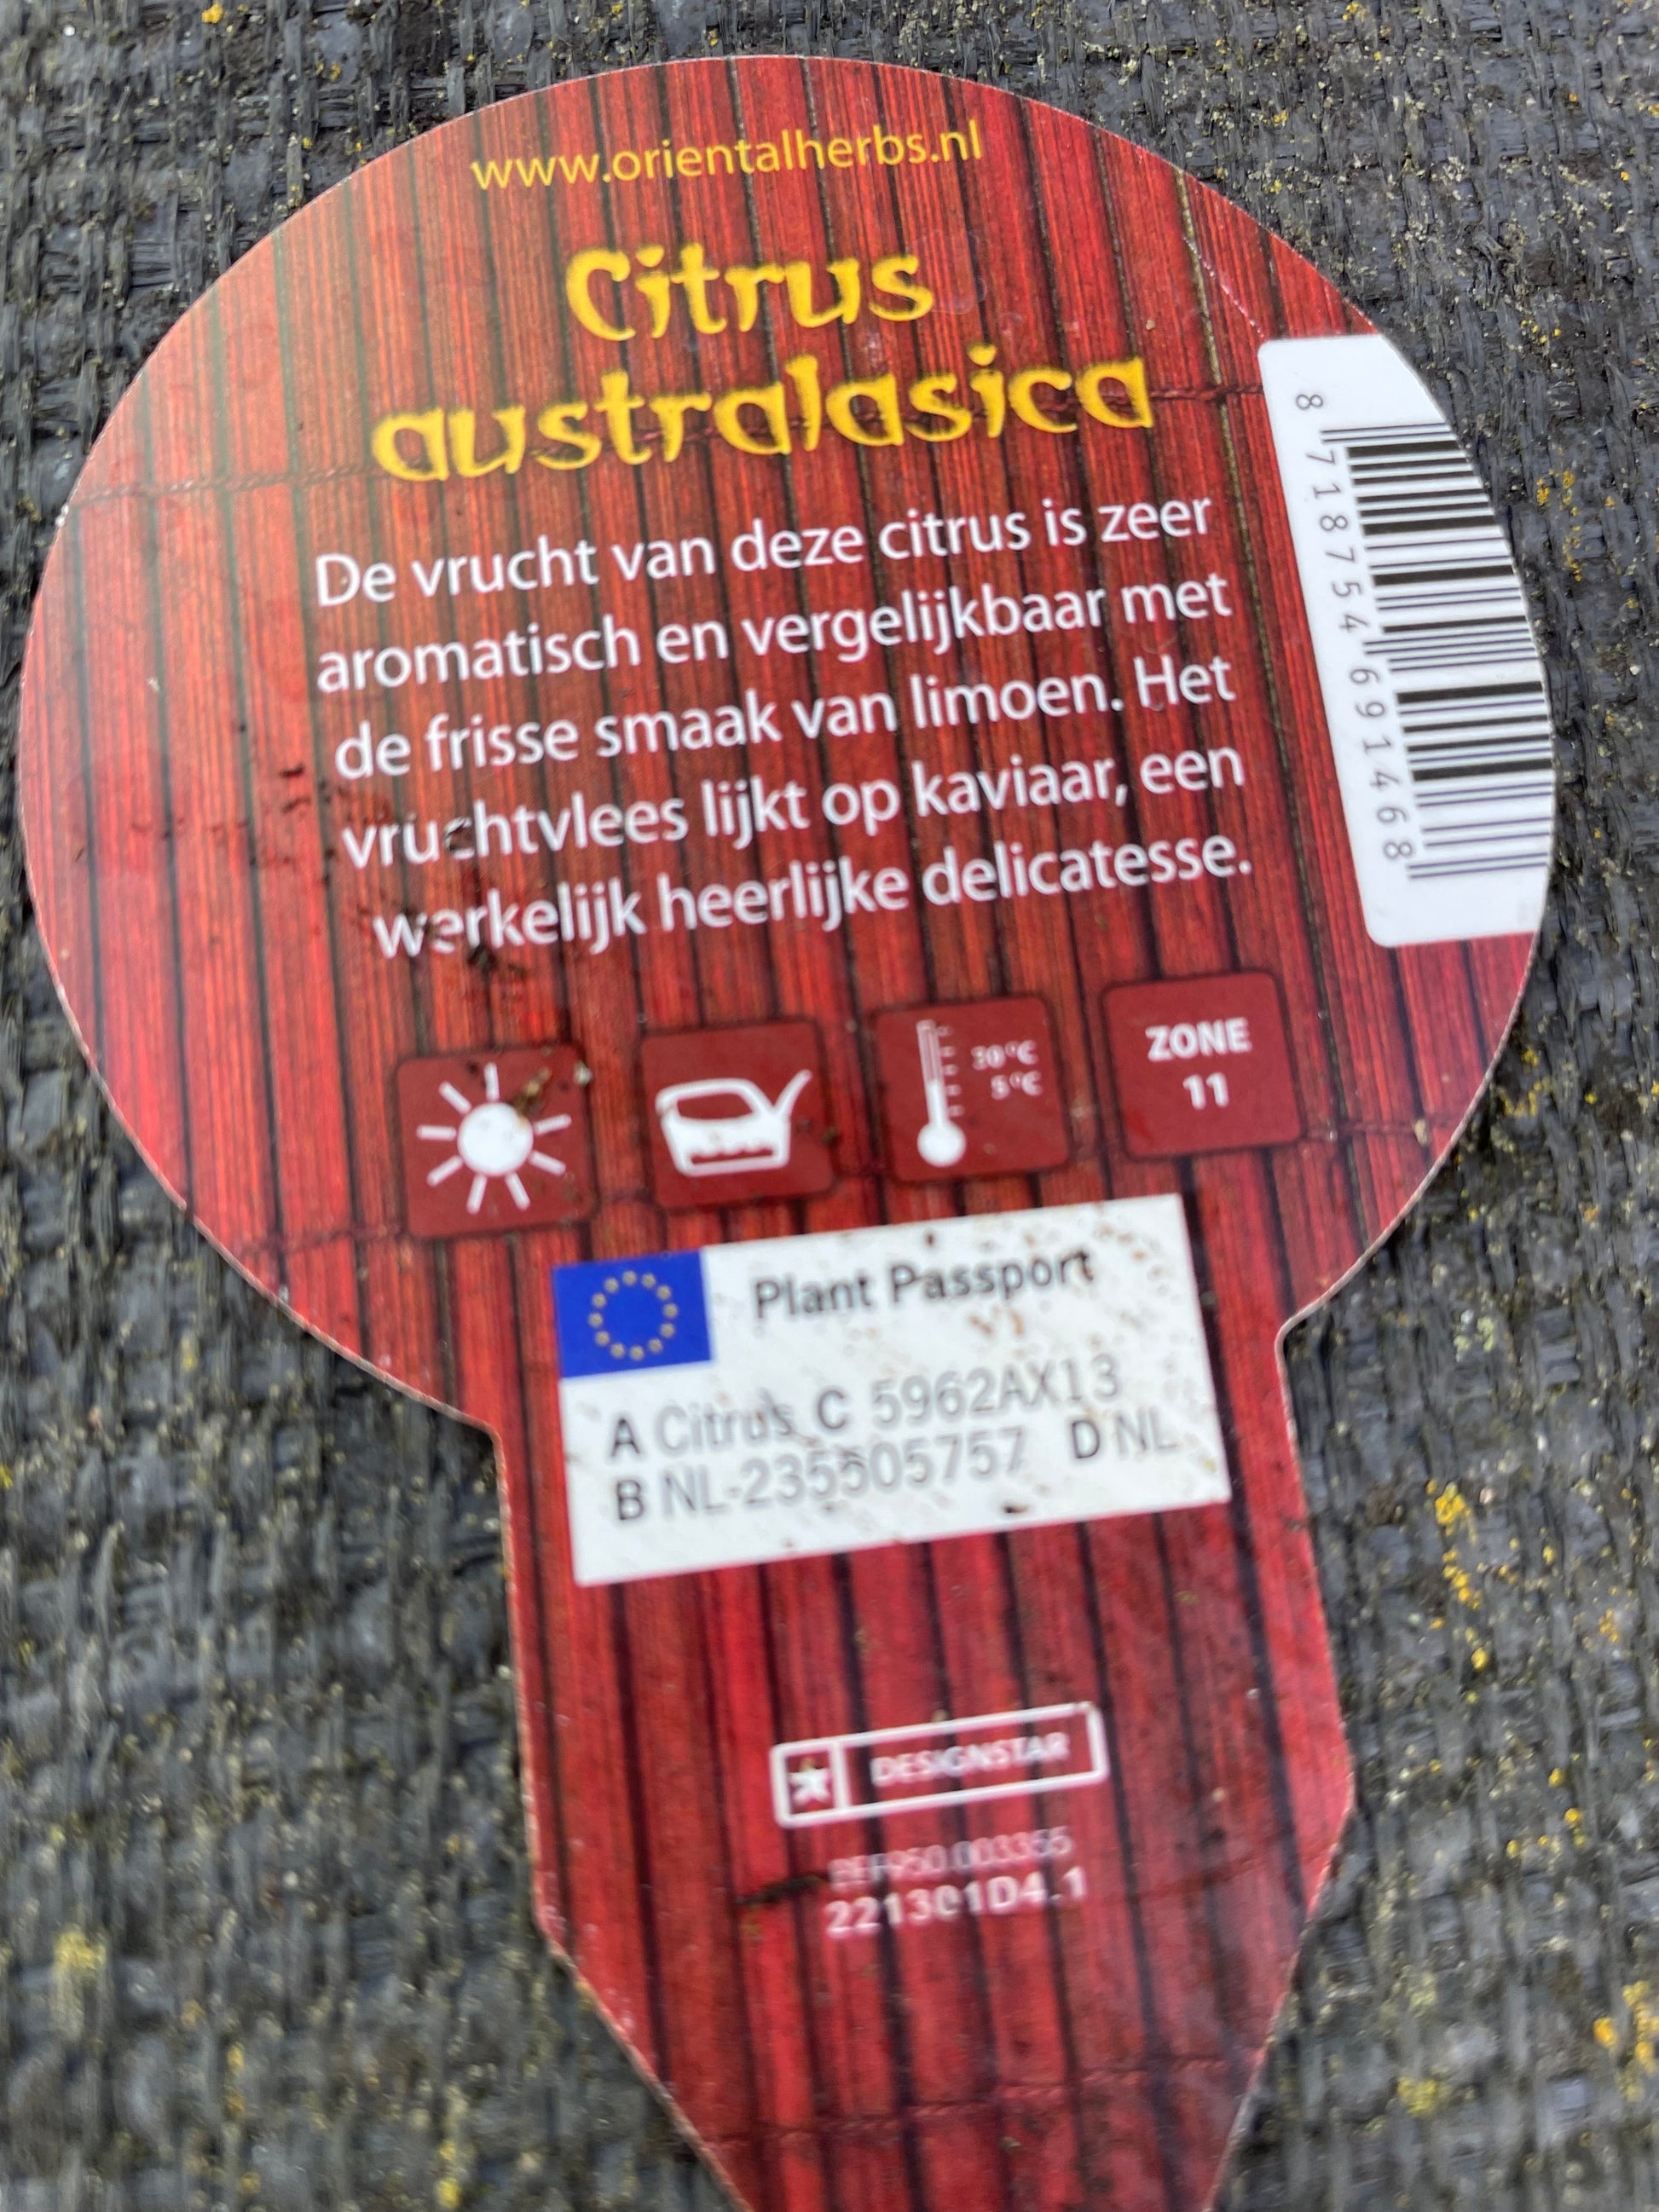 www.orientalherbs.nl
Citrus
australasica
De vrucht van deze citrus is zeer
aromatisch en vergelijkbaar met
de frisse smaak van limoen. Het
vruchtvlees lijkt op kaviaar, een
werkelijk heerlijke delicatesse.
8 718754 691468
30°C
5°C
ZONE
11
Plant Passport
A Citrus C 5962AX13
B NL-235505757 D NL
DESIGNSTAR
221301D4.1